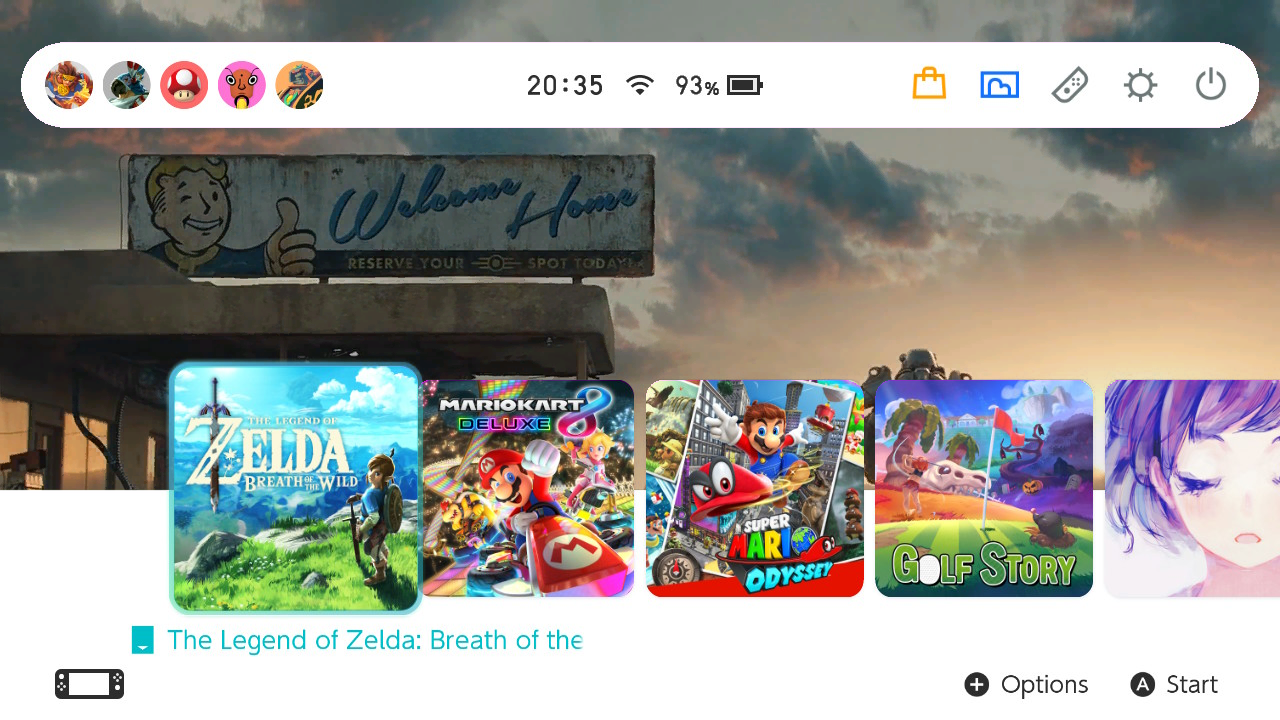 20:35 93%
Welcome Home
RESERVE YOUR SPOT TODAY!
THE LEGEND OF
ZELDA
BREATH OF THE WILD
MARIOKART 8
DELUXE
SUPER
MARIO
ODYSSEY
GOLF STORY
The Legend of Zelda: Breath of the
+ Options A Start